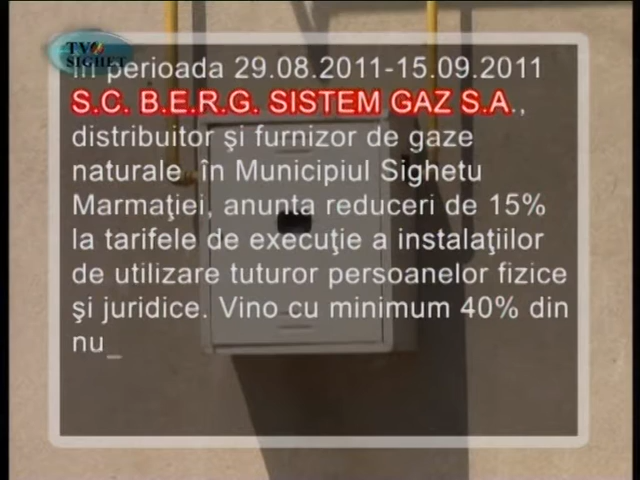 TV SIGHET
În perioada 29.08.2011-15.09.2011
S.C. B.E.R.G. SISTEM GAZ S.A.,
distribuitor şi furnizor de gaze
naturale în Municipiul Sighetu
Marmaţiei, anunta reduceri de 15%
la tarifele de execuţie a instalaţiilor
de utilizare tuturor persoanelor fizice
şi juridice. Vino cu minimum 40% din
nu_